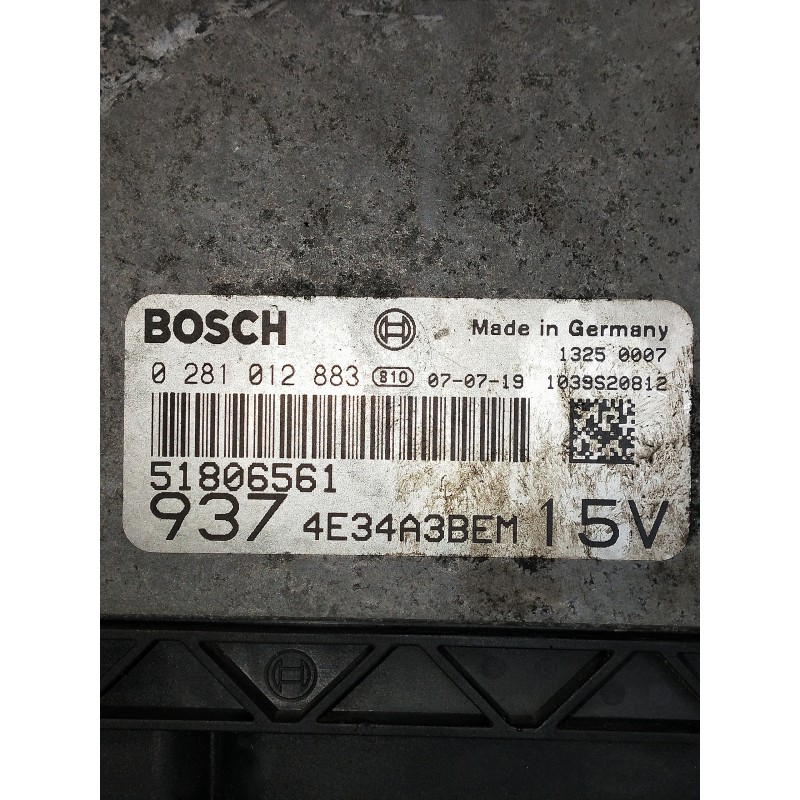 BOSCH
Made in Germany
1325 0007
0 281 012 883 810 07-07-19 1039S20812
51806561
937 4E34A3BEM 15V